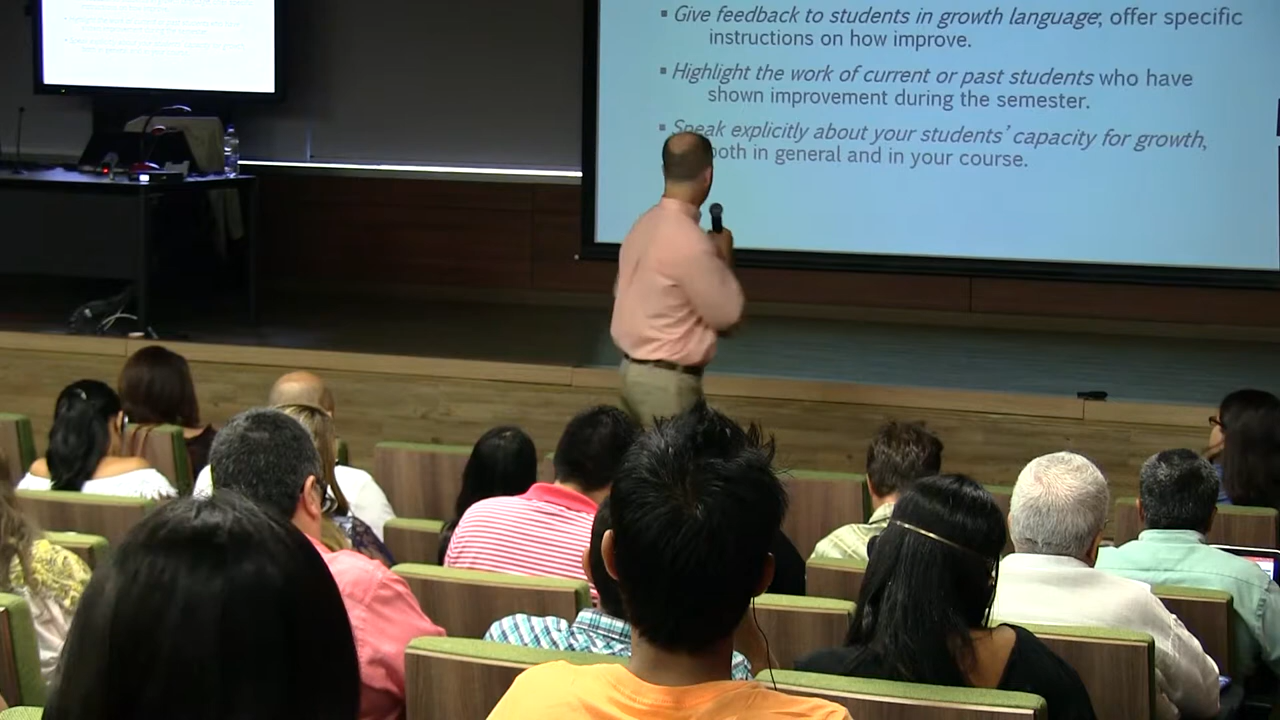 ▪ Give feedback to students in growth language; offer specific
instructions on how improve.
▪ Highlight the work of current or past students who have
shown improvement during the semester.
▪ Speak explicitly about your students’ capacity for growth,
both in general and in your course.